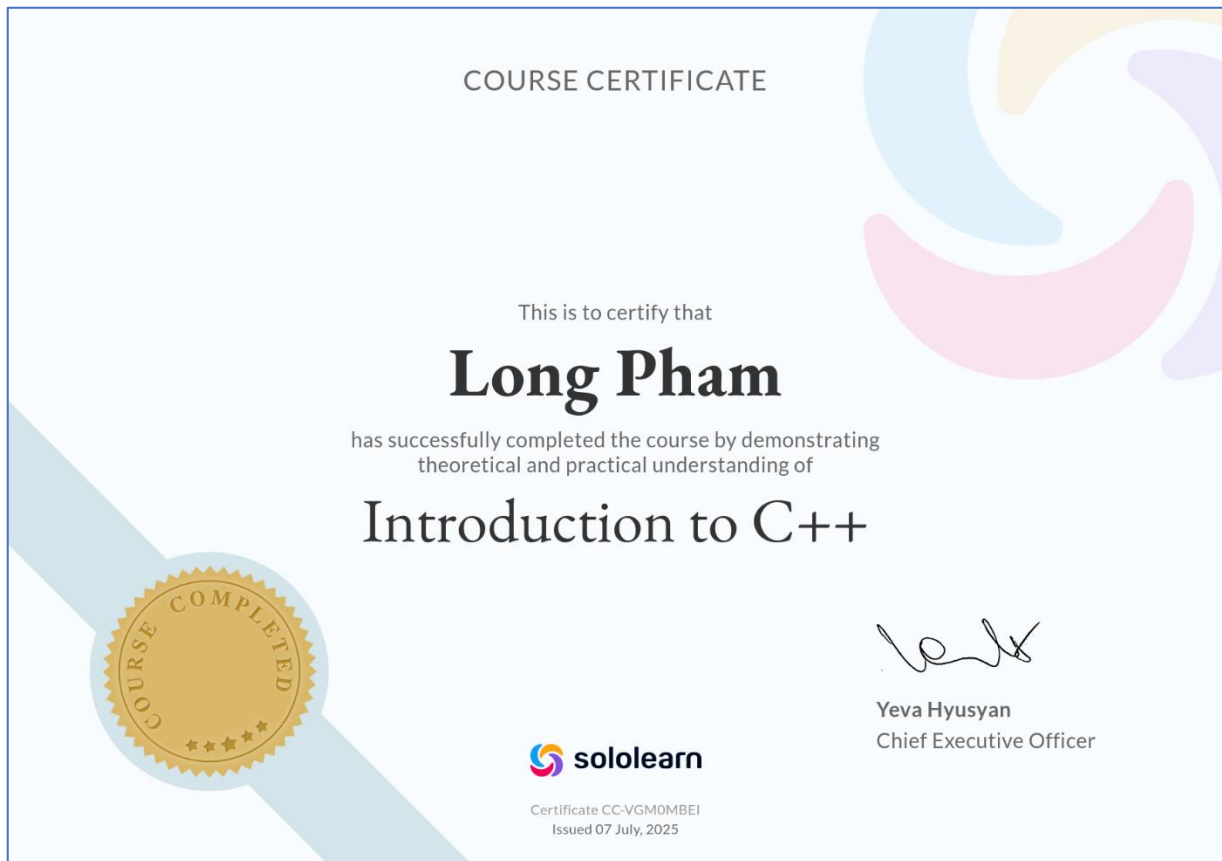 COURSE CERTIFICATE
This is to certify that
Long Pham
has successfully completed the course by demonstrating
theoretical and practical understanding of
Introduction to C++
COURSE COMPLETED
Yeva Hyusyan
Chief Executive Officer
sololearn
Certificate CC-VGM0MBEI
Issued 07 July, 2025